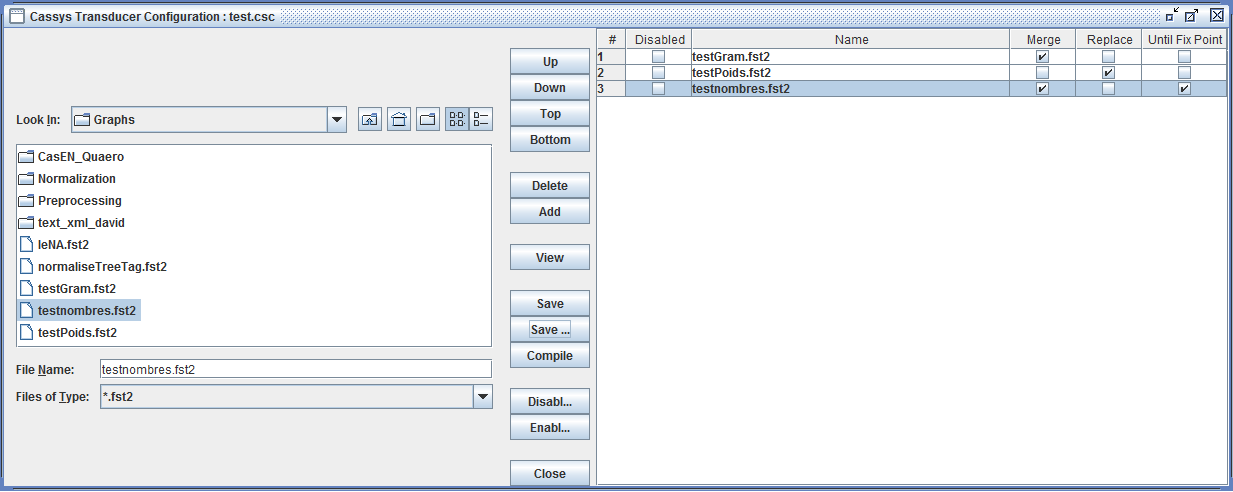 Cassys Transducer Configuration : test.csc
Look In: Graphs
CasEN_Quaero
Normalization
Preprocessing
text_xml_david
leNA.fst2
normaliseTreeTag.fst2
testGram.fst2
testnombres.fst2
testPoids.fst2
File Name: testnombres.fst2
Files of Type: *.fst2
Up
Down
Top
Bottom
Delete
Add
View
Save
Save ...
Compile
Disabl...
Enabl...
Close
# Disabled Name Merge Replace Until Fix Point
1 testGram.fst2
2 testPoids.fst2
3 testnombres.fst2